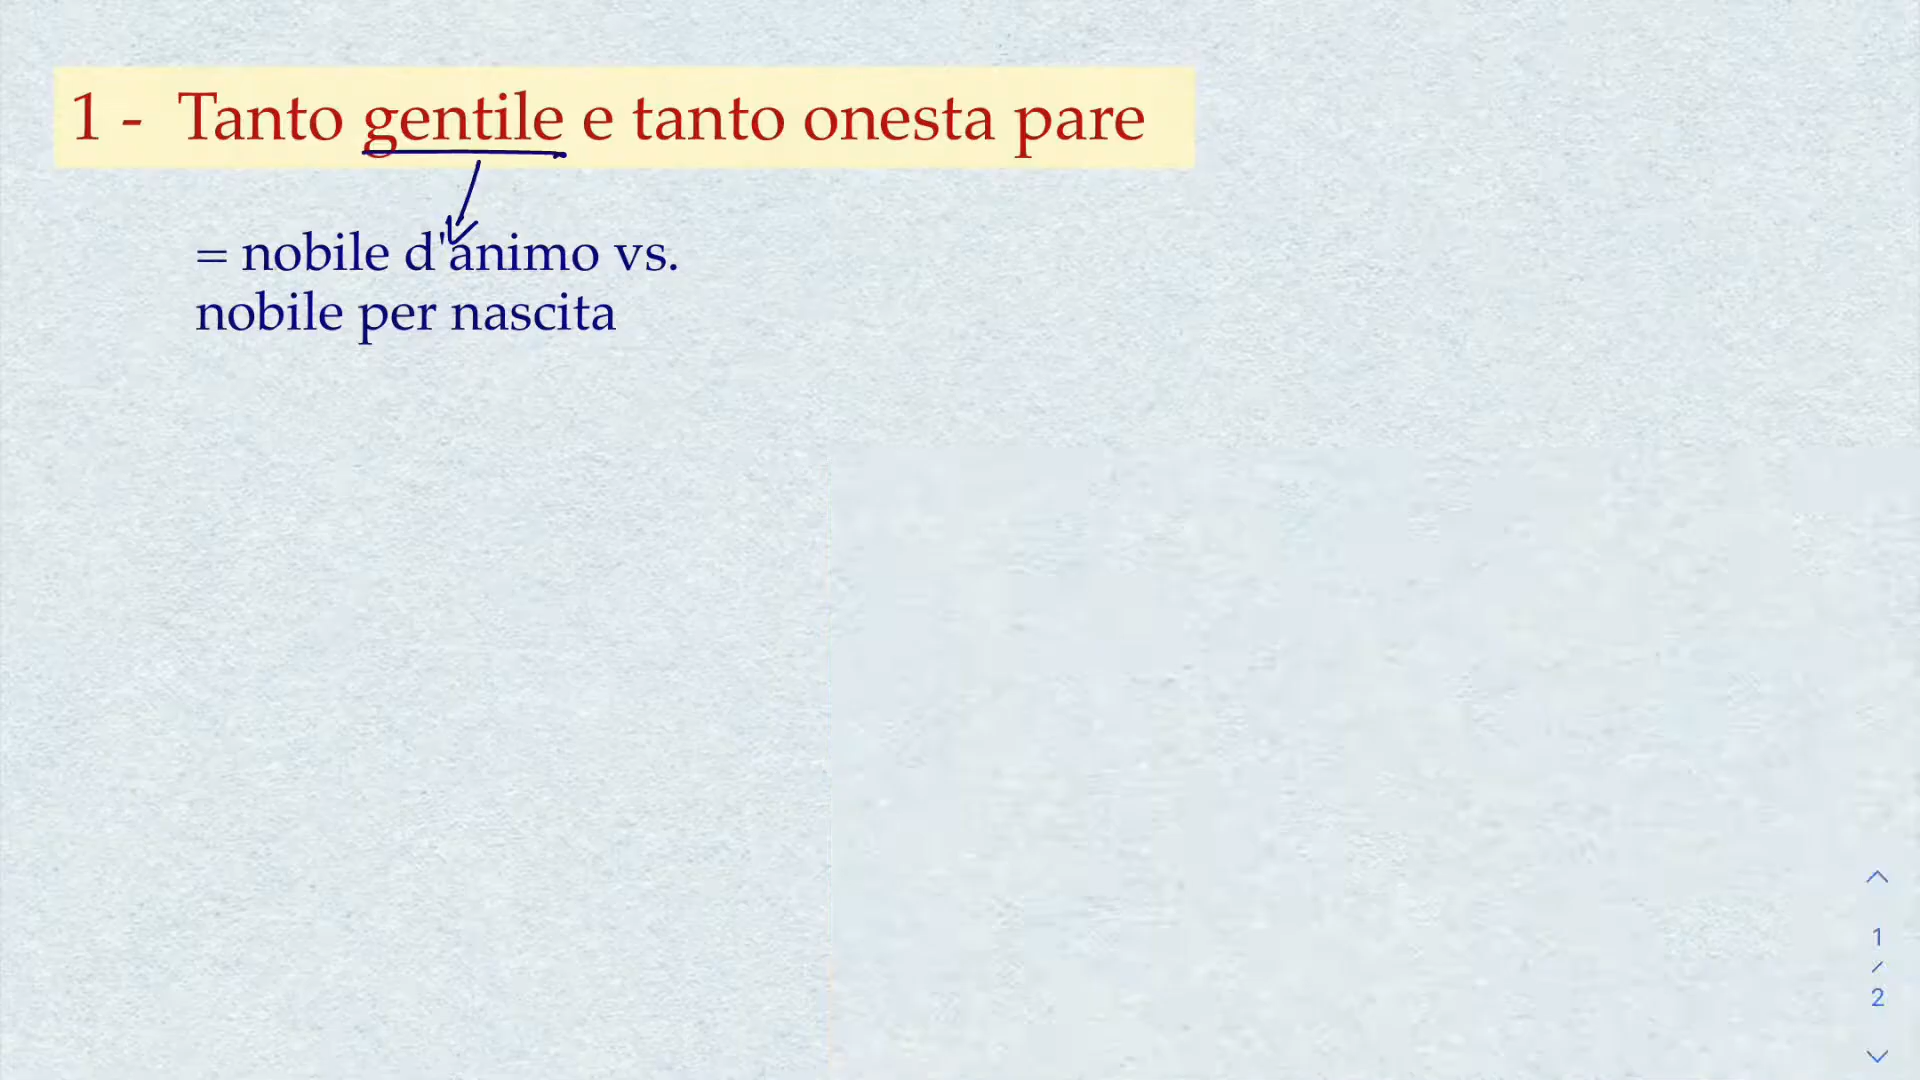 1 - Tanto gentile e tanto onesta pare
= nobile d'animo vs.
nobile per nascita
1
/
2